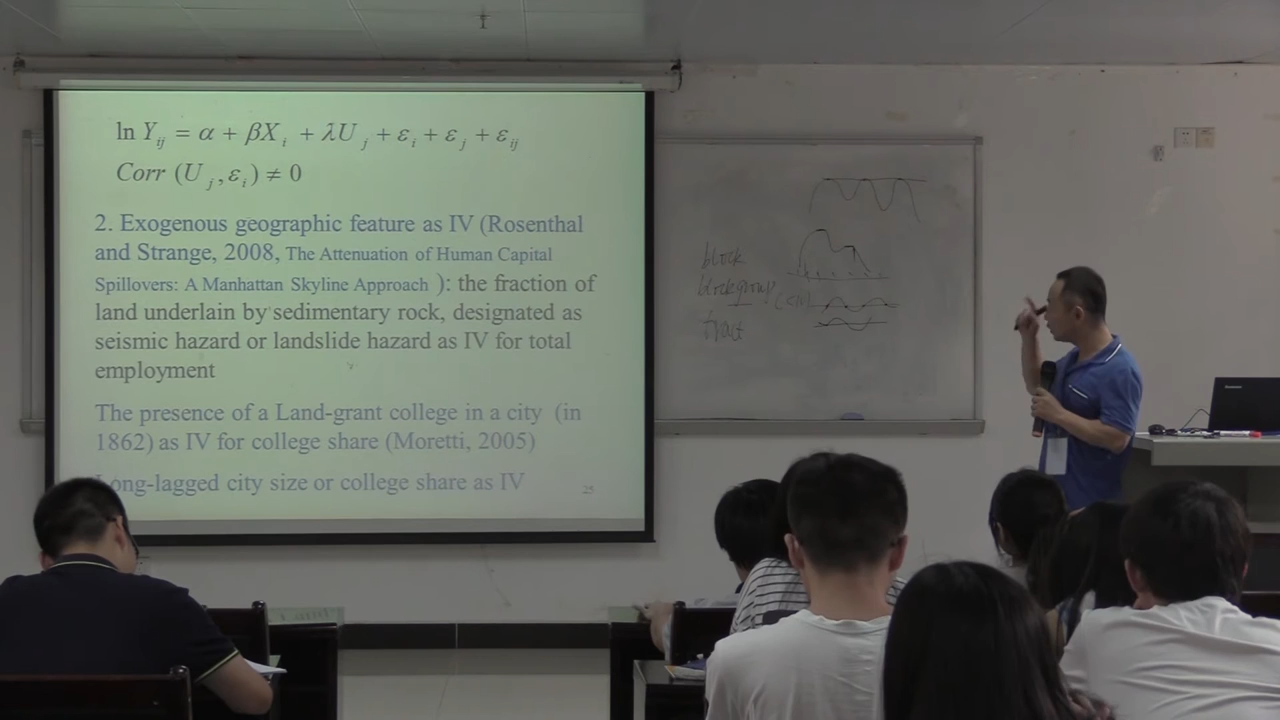 ln Y_ij = α + βX_i + λU_j + ε_i + ε_j + ε_ij
Corr (U_j, ε_i) ≠ 0
2. Exogenous geographic feature as IV (Rosenthal
and Strange, 2008, The Attenuation of Human Capital
Spillovers: A Manhattan Skyline Approach ): the fraction of
land underlain by sedimentary rock, designated as
seismic hazard or landslide hazard as IV for total
employment
The presence of a Land-grant college in a city (in
1862) as IV for college share (Moretti, 2005)
Long-lagged city size or college share as IV
25
block
blockgroup
tract